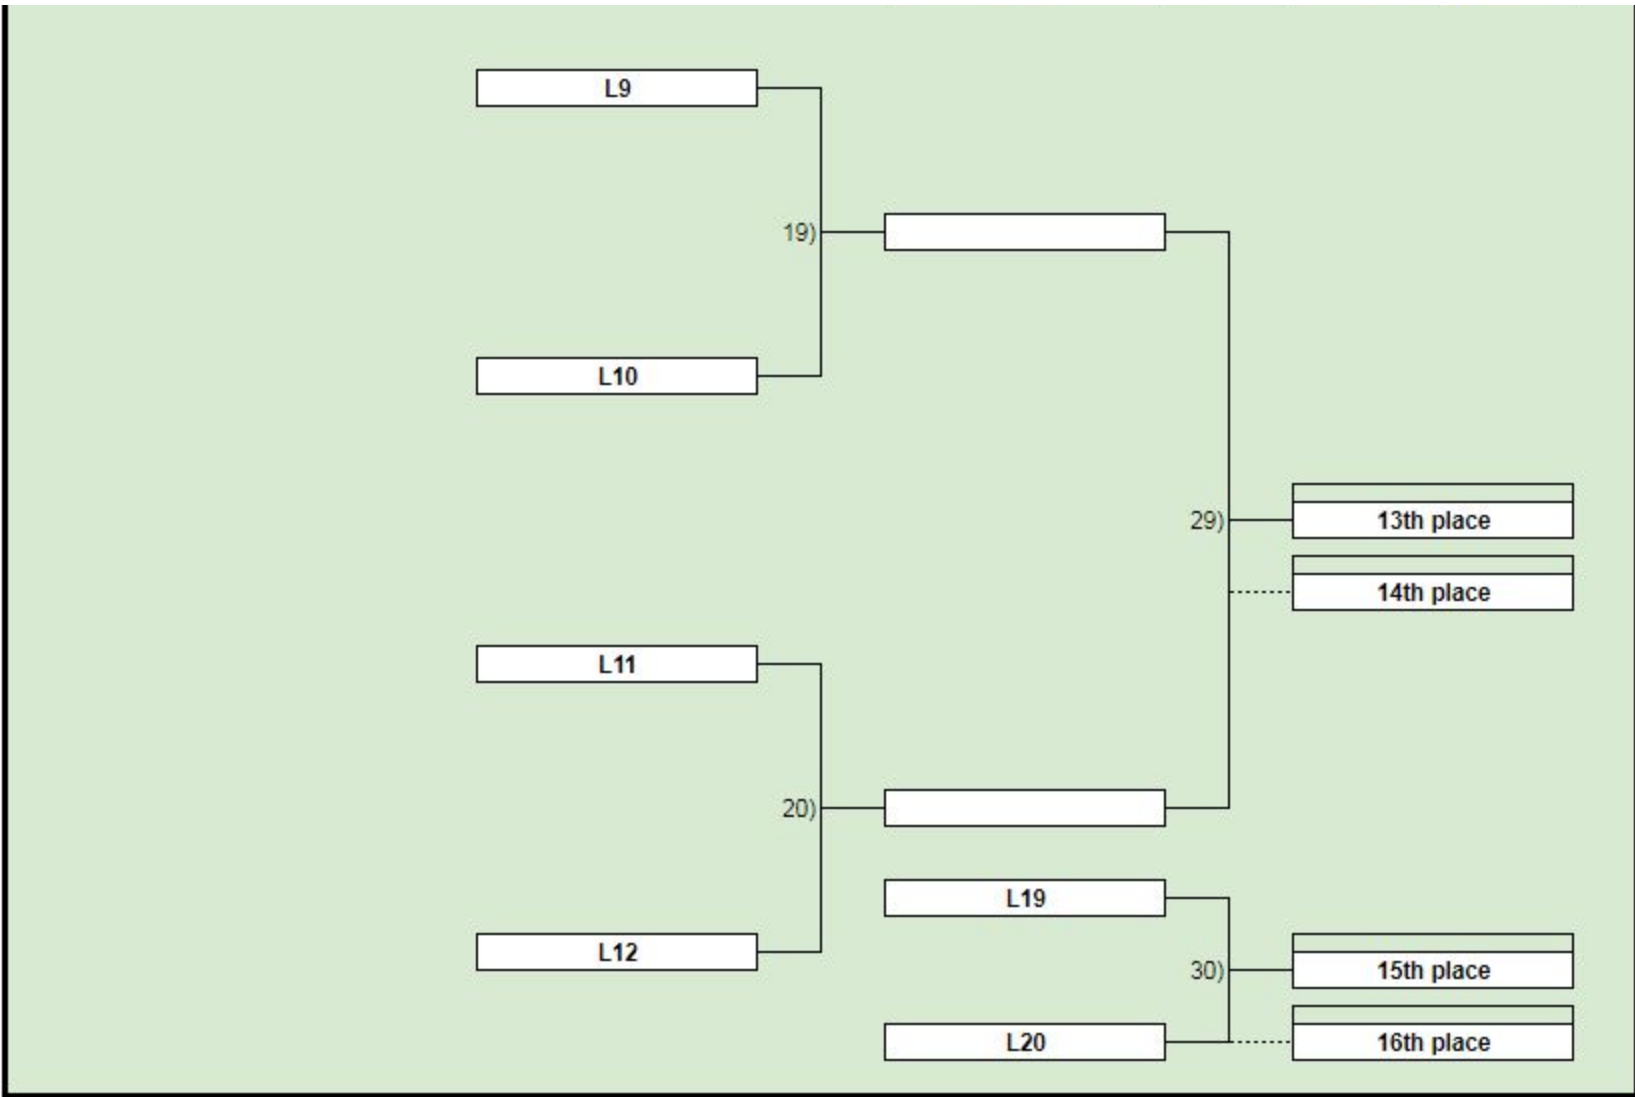 L9
19)
L10
29)
13th place
14th place
L11
20)
L12
L19
30)
15th place
L20
16th place